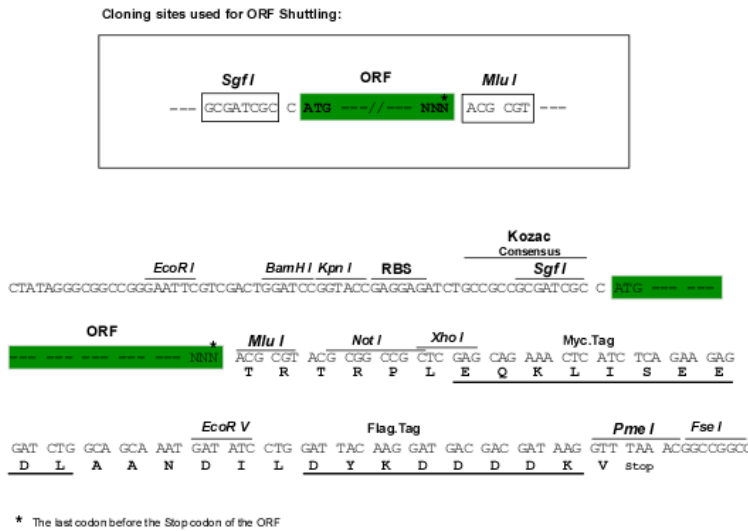 Cloning sites used for ORF Shuttling:
Sgf I ORF Mlu I
--- GCGATCGC C ATG ---//--- NNN* ACG CGT ---
Kozac
Consensus
EcoR I BamH I Kpn I RBS Sgf I
CTATAGGGCGGCCGGGAATTCGTCGACTGGATCCGGTACCGAGGAGATCTGCCGCCGCGATCGC C ATG --- ---
ORF Mlu I Not I Xho I Myc.Tag
--- --- --- --- --- NNN* ACG CGT ACG CGG CCG CTC GAG CAG AAA CTC ATC TCA GAA GAG
T R T R P L E Q K L I S E E
EcoR V Flag.Tag Pme I Fse I
GAT CTG GCA GCA AAT GAT ATC CTG GAT TAC AAG GAT GAC GAC GAT AAG GTT TAA ACGGCCGGCC
D L A A N D I L D Y K D D D D K V Stop
* The last codon before the Stop codon of the ORF